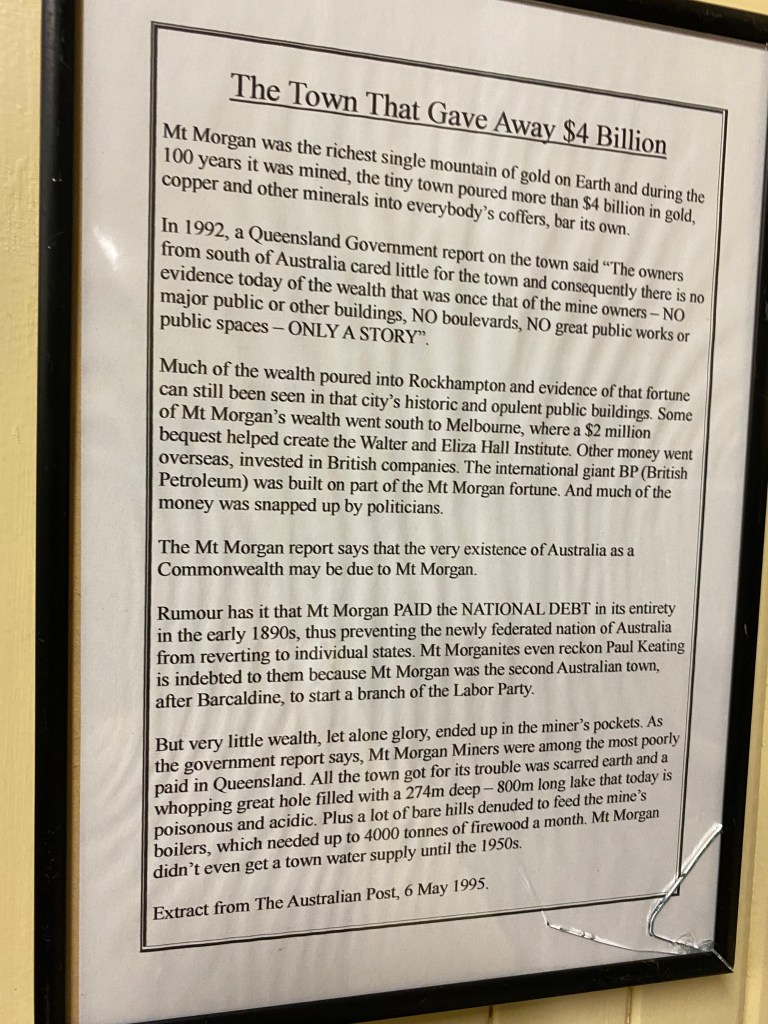 The Town That Gave Away $4 Billion
Mt Morgan was the richest single mountain of gold on Earth and during the
100 years it was mined, the tiny town poured more than $4 billion in gold,
copper and other minerals into everybody's coffers, bar its own.
In 1992, a Queensland Government report on the town said "The owners
from south of Australia cared little for the town and consequently there is no
evidence today of the wealth that was once that of the mine owners – NO
major public or other buildings, NO boulevards, NO great public works or
public spaces – ONLY A STORY".
Much of the wealth poured into Rockhampton and evidence of that fortune
can still been seen in that city's historic and opulent public buildings. Some
of Mt Morgan's wealth went south to Melbourne, where a $2 million
bequest helped create the Walter and Eliza Hall Institute. Other money went
overseas, invested in British companies. The international giant BP (British
Petroleum) was built on part of the Mt Morgan fortune. And much of the
money was snapped up by politicians.
The Mt Morgan report says that the very existence of Australia as a
Commonwealth may be due to Mt Morgan.
Rumour has it that Mt Morgan PAID the NATIONAL DEBT in its entirety
in the early 1890s, thus preventing the newly federated nation of Australia
from reverting to individual states. Mt Morganites even reckon Paul Keating
is indebted to them because Mt Morgan was the second Australian town,
after Barcaldine, to start a branch of the Labor Party.
But very little wealth, let alone glory, ended up in the miner's pockets. As
the government report says, Mt Morgan Miners were among the most poorly
paid in Queensland. All the town got for its trouble was scarred earth and a
whopping great hole filled with a 274m deep – 800m long lake that today is
poisonous and acidic. Plus a lot of bare hills denuded to feed the mine's
boilers, which needed up to 4000 tonnes of firewood a month. Mt Morgan
didn't even get a town water supply until the 1950s.
Extract from The Australian Post, 6 May 1995.